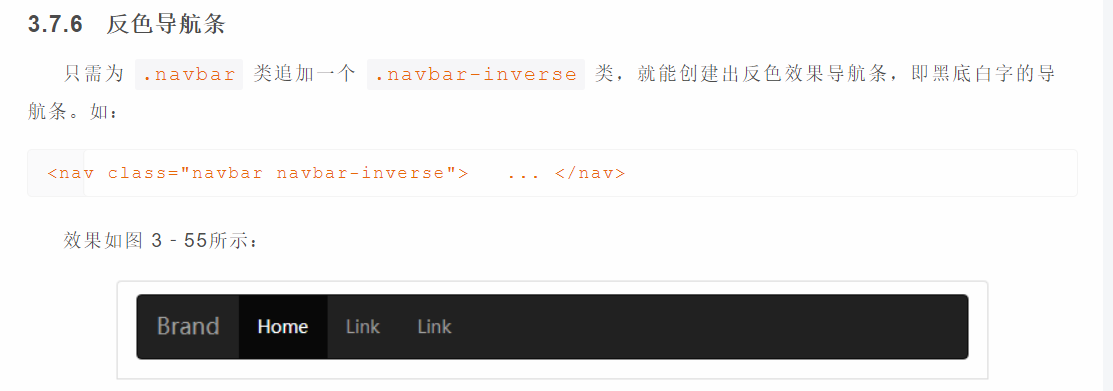 3.7.6 反色导航条
只需为 .navbar 类追加一个 .navbar-inverse 类，就能创建出反色效果导航条，即黑底白字的导
航条。如：
<nav class="navbar navbar-inverse"> ... </nav>
效果如图 3 - 55所示：
Brand Home Link Link